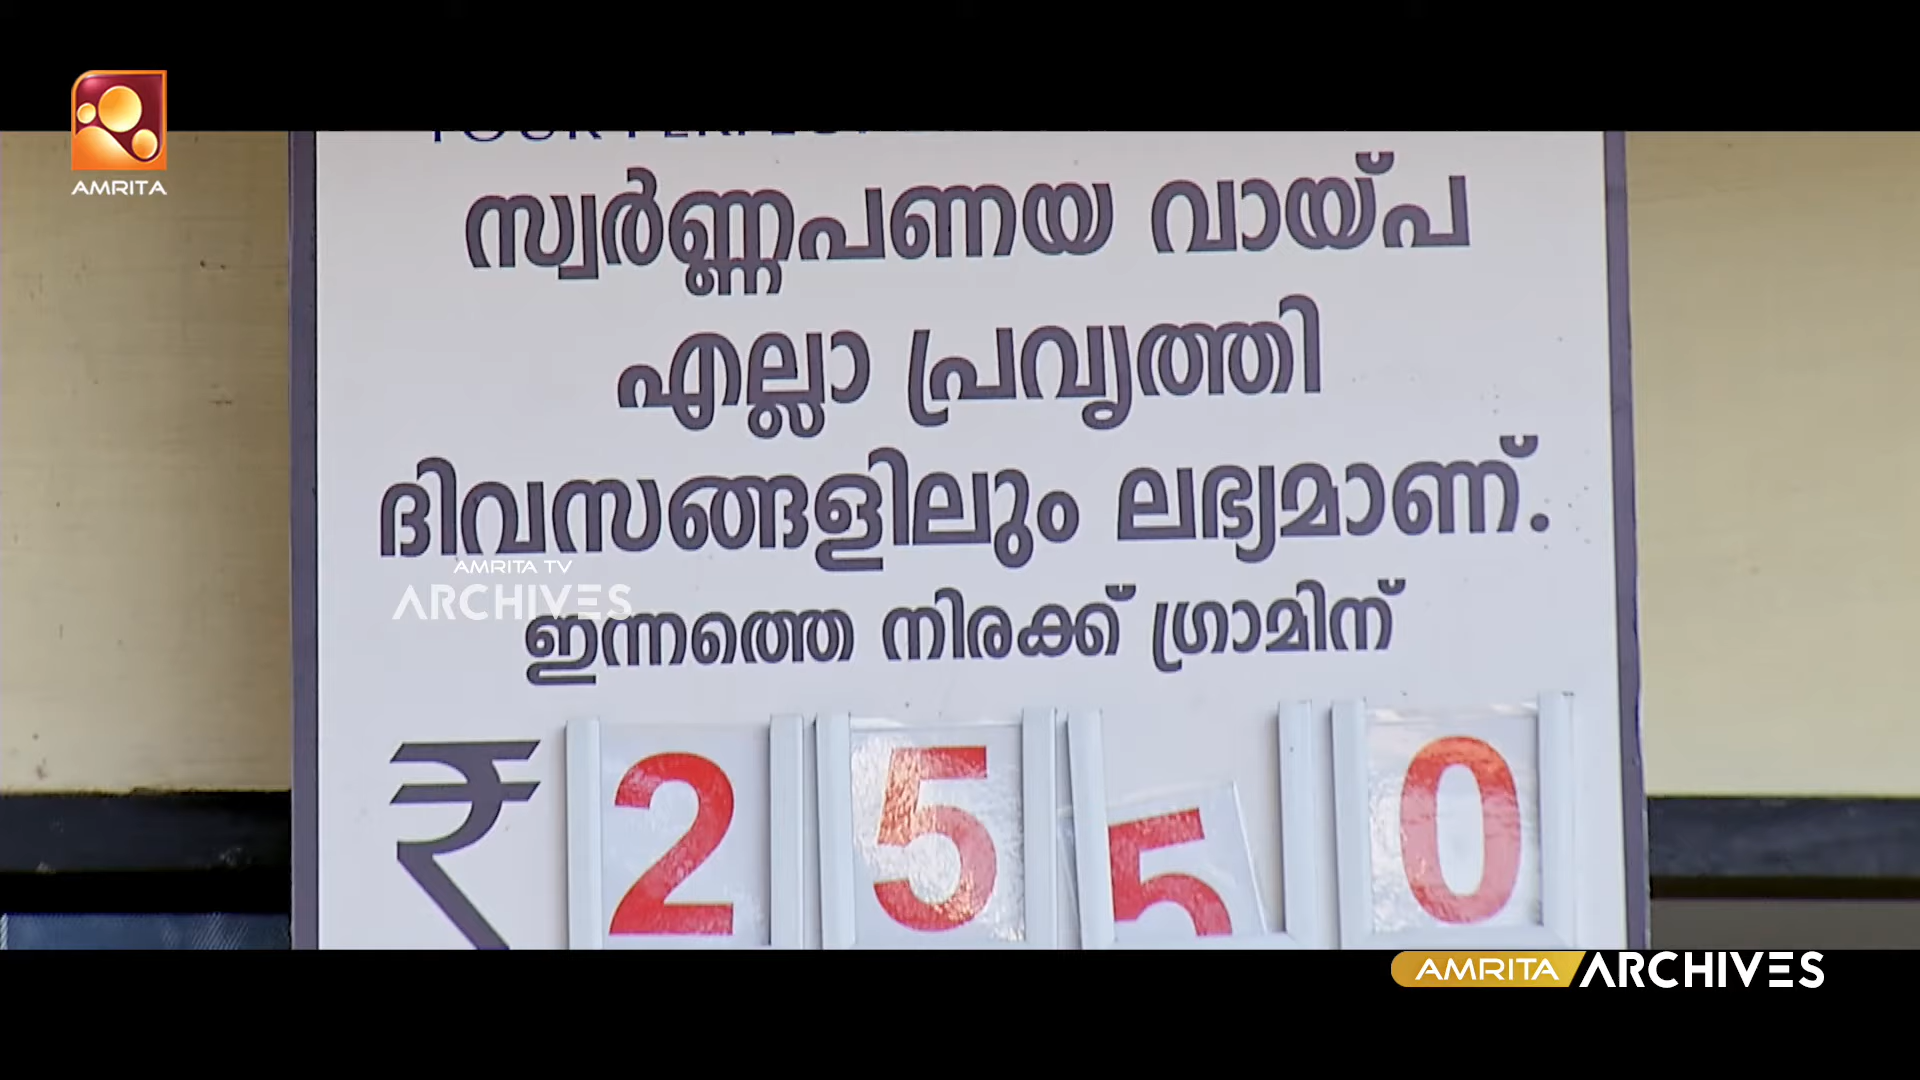 AMRITA
സ്വർണ്ണപണയ വായ്പ
എല്ലാ പ്രവൃത്തി
ദിവസങ്ങളിലും ലഭ്യമാണ്.
AMRITA TV
ARCHIVES
ഇന്നത്തെ നിരക്ക് ഗ്രാമിന്
₹ 2550
AMRITA ARCHIVES